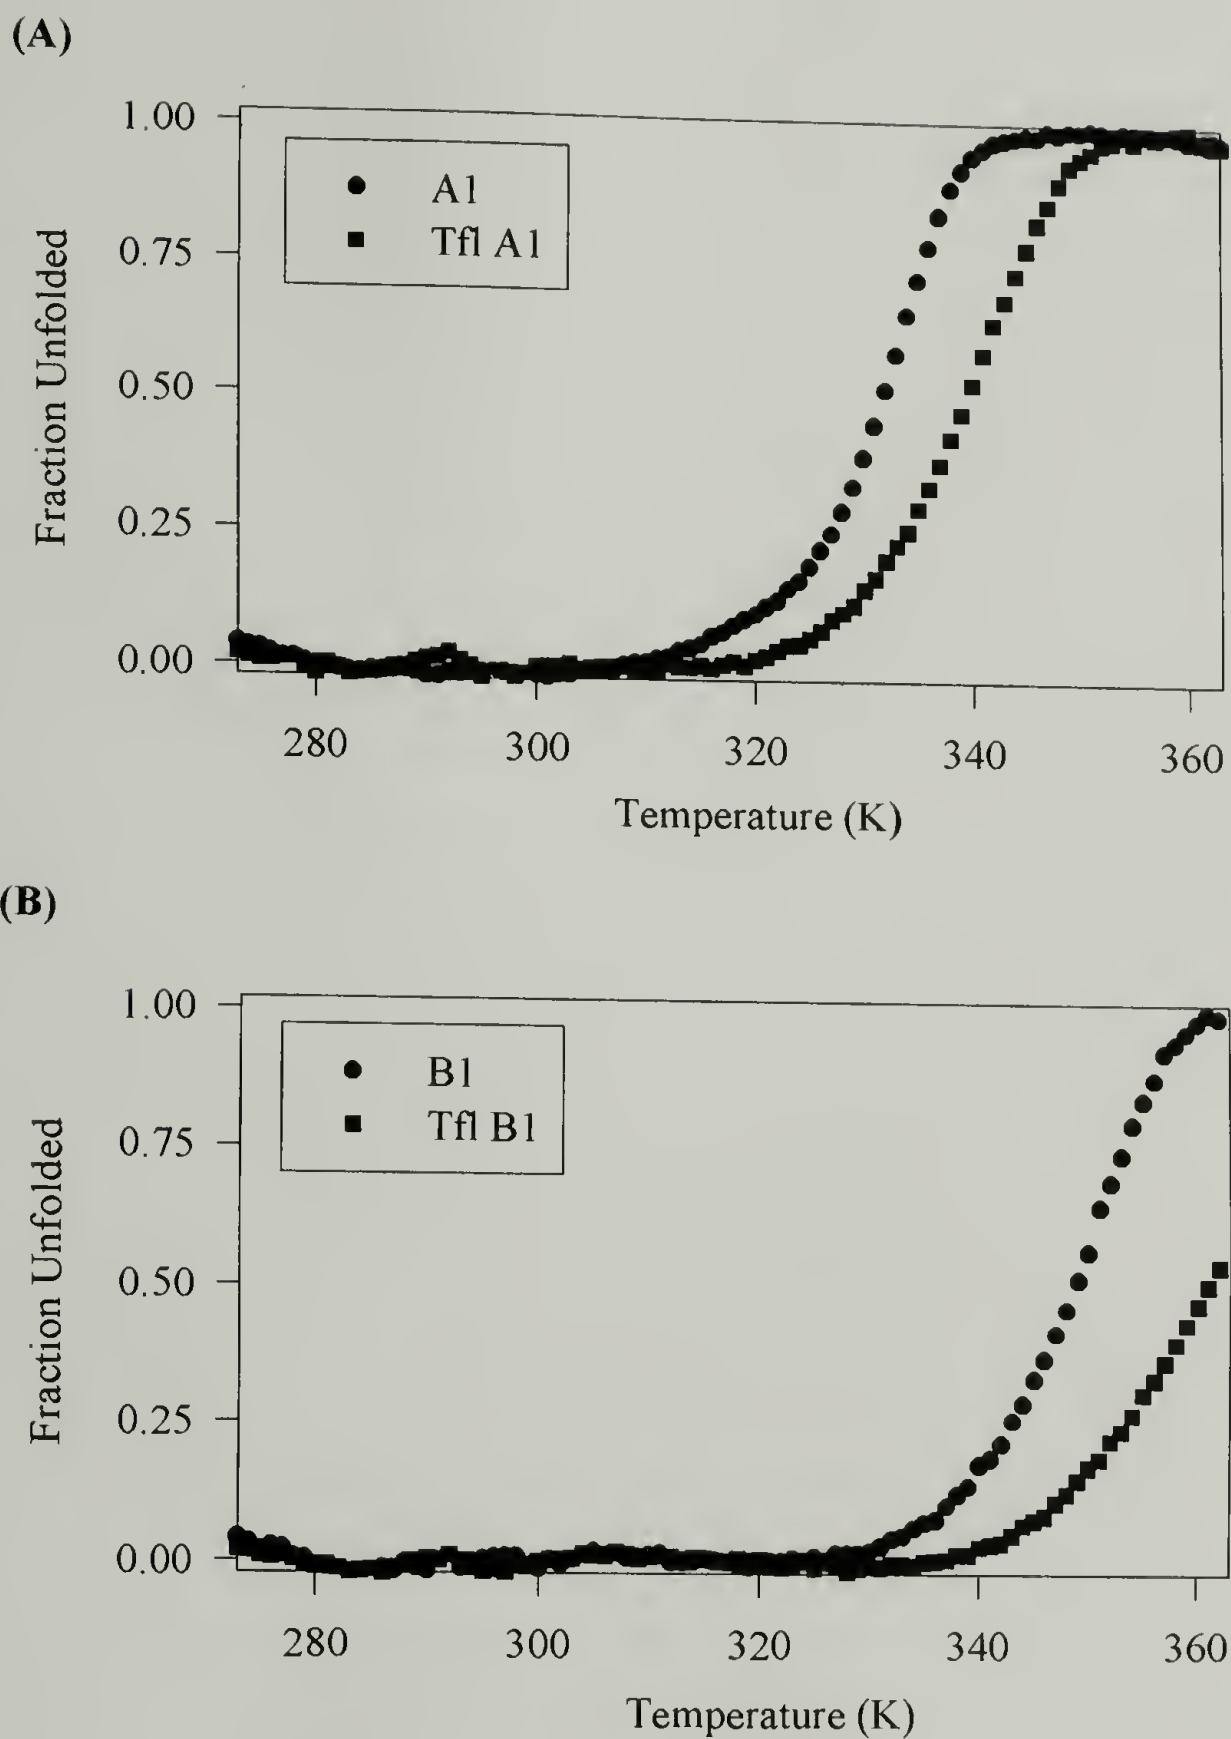 (A)
1.00
0.75
0.50
0.25
0.00
Fraction Unfolded
A1
Tfl A1
280 300 320 340 360
Temperature (K)
(B)
1.00
0.75
0.50
0.25
0.00
Fraction Unfolded
B1
Tfl B1
280 300 320 340 360
Temperature (K)